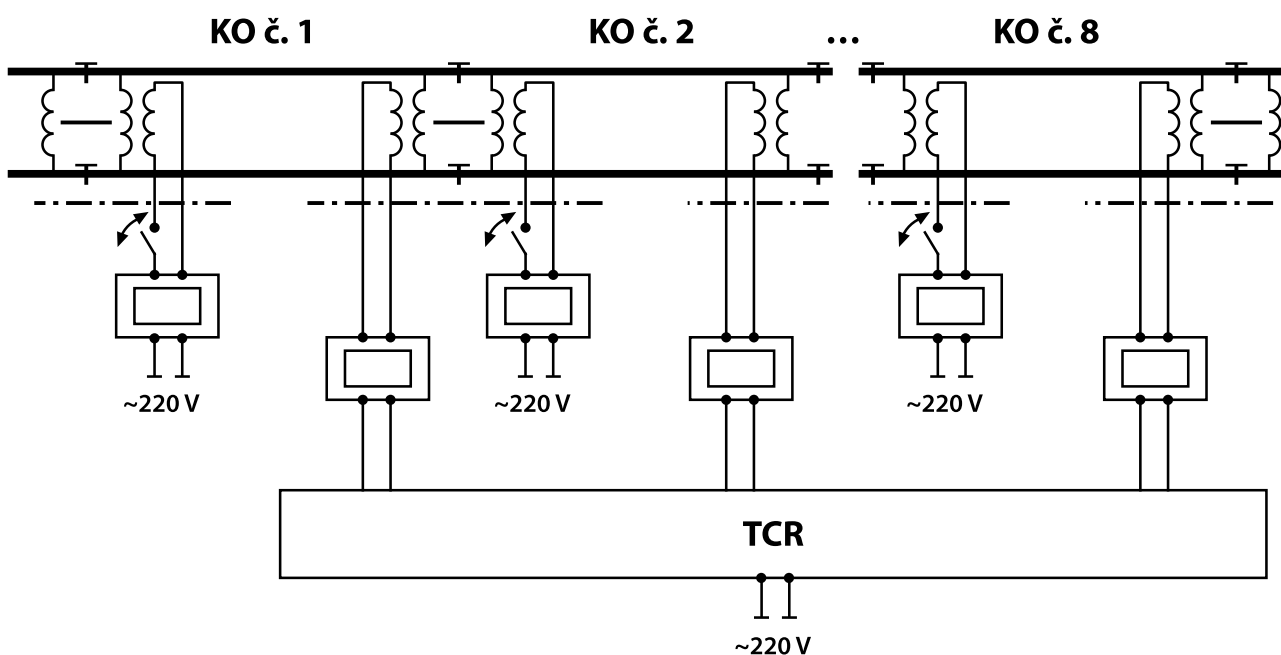 KO č. 1 KO č. 2 ... KO č. 8
~220 V ~220 V ~220 V
TCR
~220 V